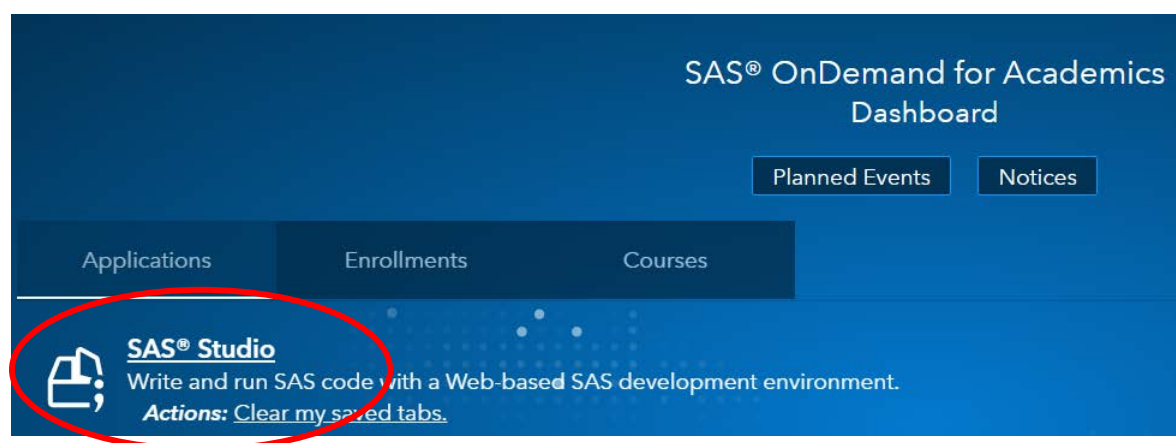 SAS® OnDemand for Academics
Dashboard
Planned Events Notices
Applications Enrollments Courses
SAS® Studio
Write and run SAS code with a Web-based SAS development environment.
Actions: Clear my saved tabs.